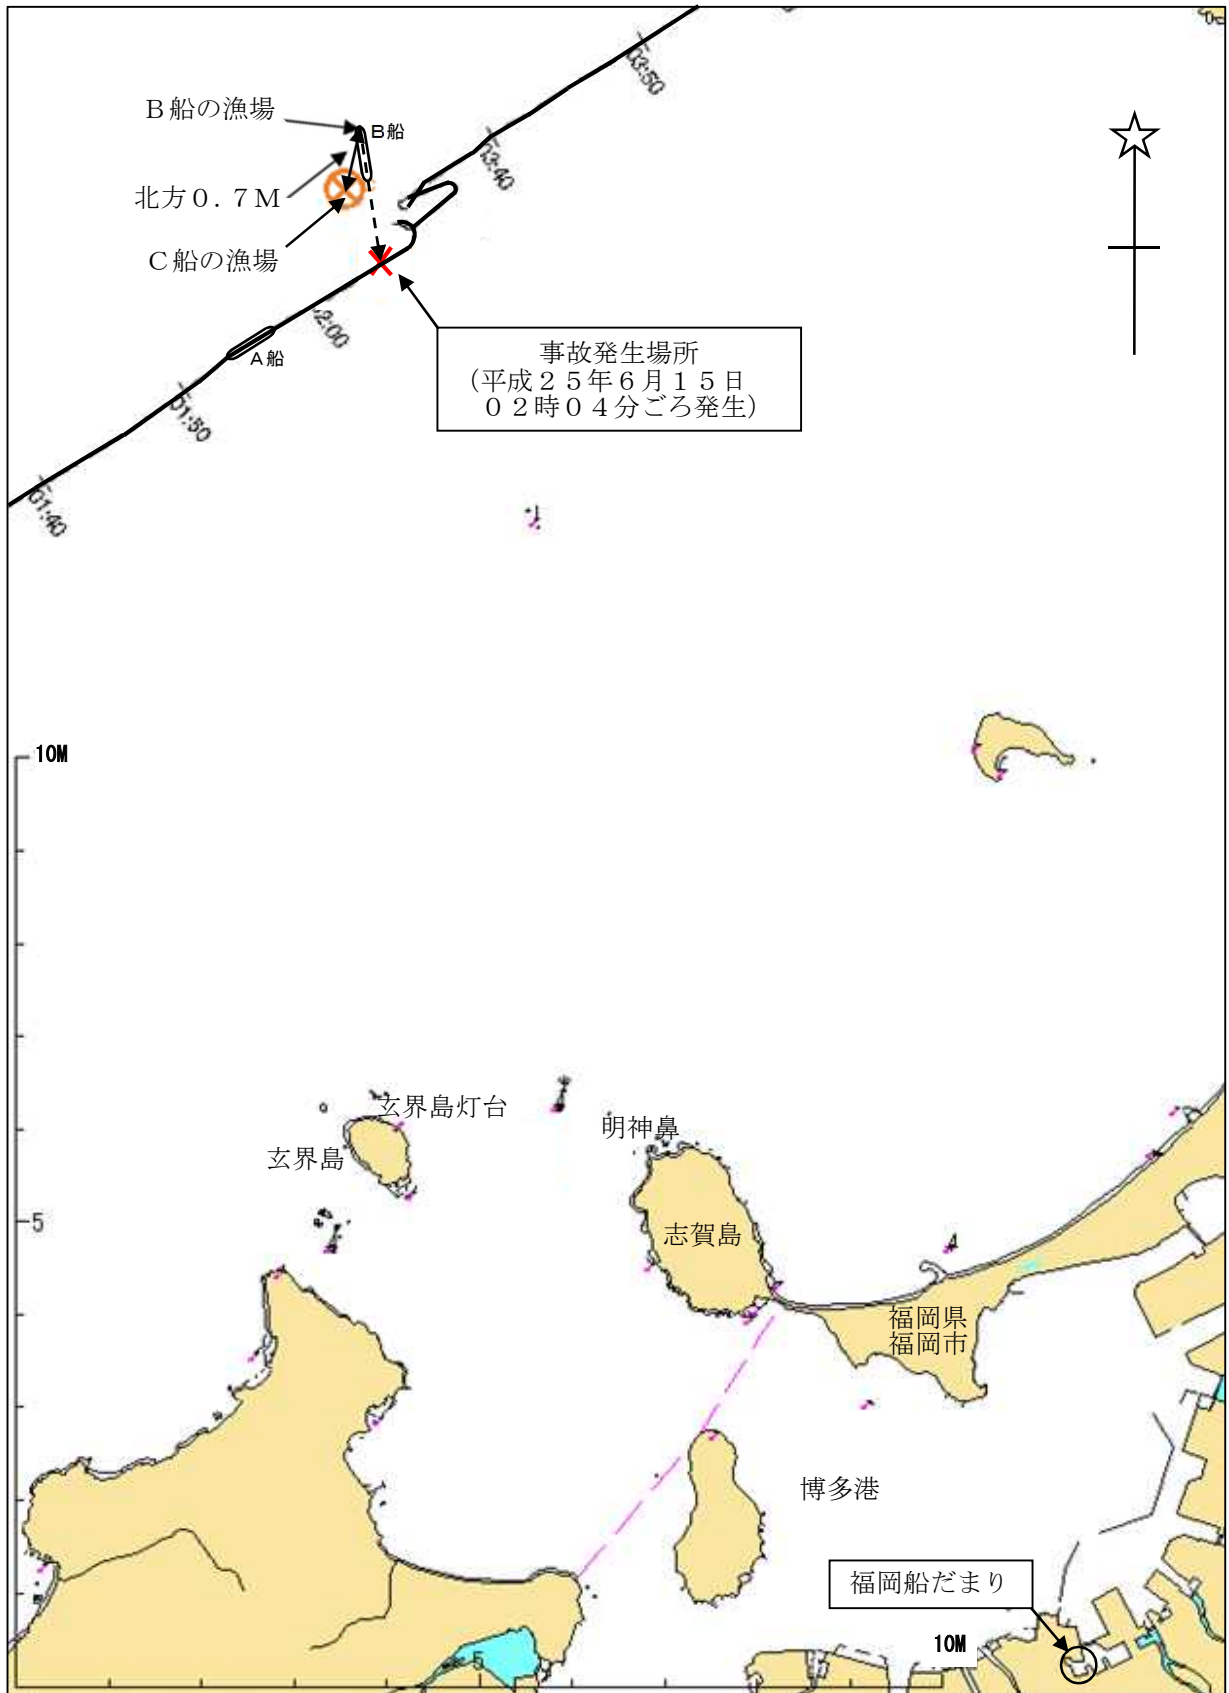 03:50
B船の漁場
B船
03:40
北方0.7M
C船の漁場
2:00
事故発生場所
(平成25年6月15日
02時04分ごろ発生)
A船
01:50
01:40
10M
玄界島灯台
明神鼻
玄界島
5
志賀島
福岡県
福岡市
博多港
福岡船だまり
10M
5